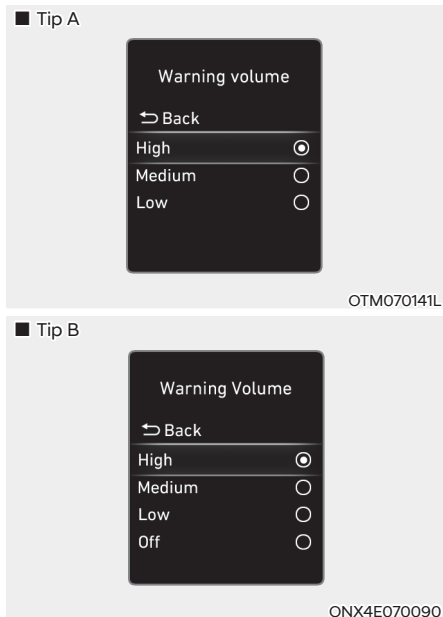 ■ Tip A
Warning volume
Back
High
Medium
Low
OTM070141L
■ Tip B
Warning Volume
Back
High
Medium
Low
Off
ONX4E070090